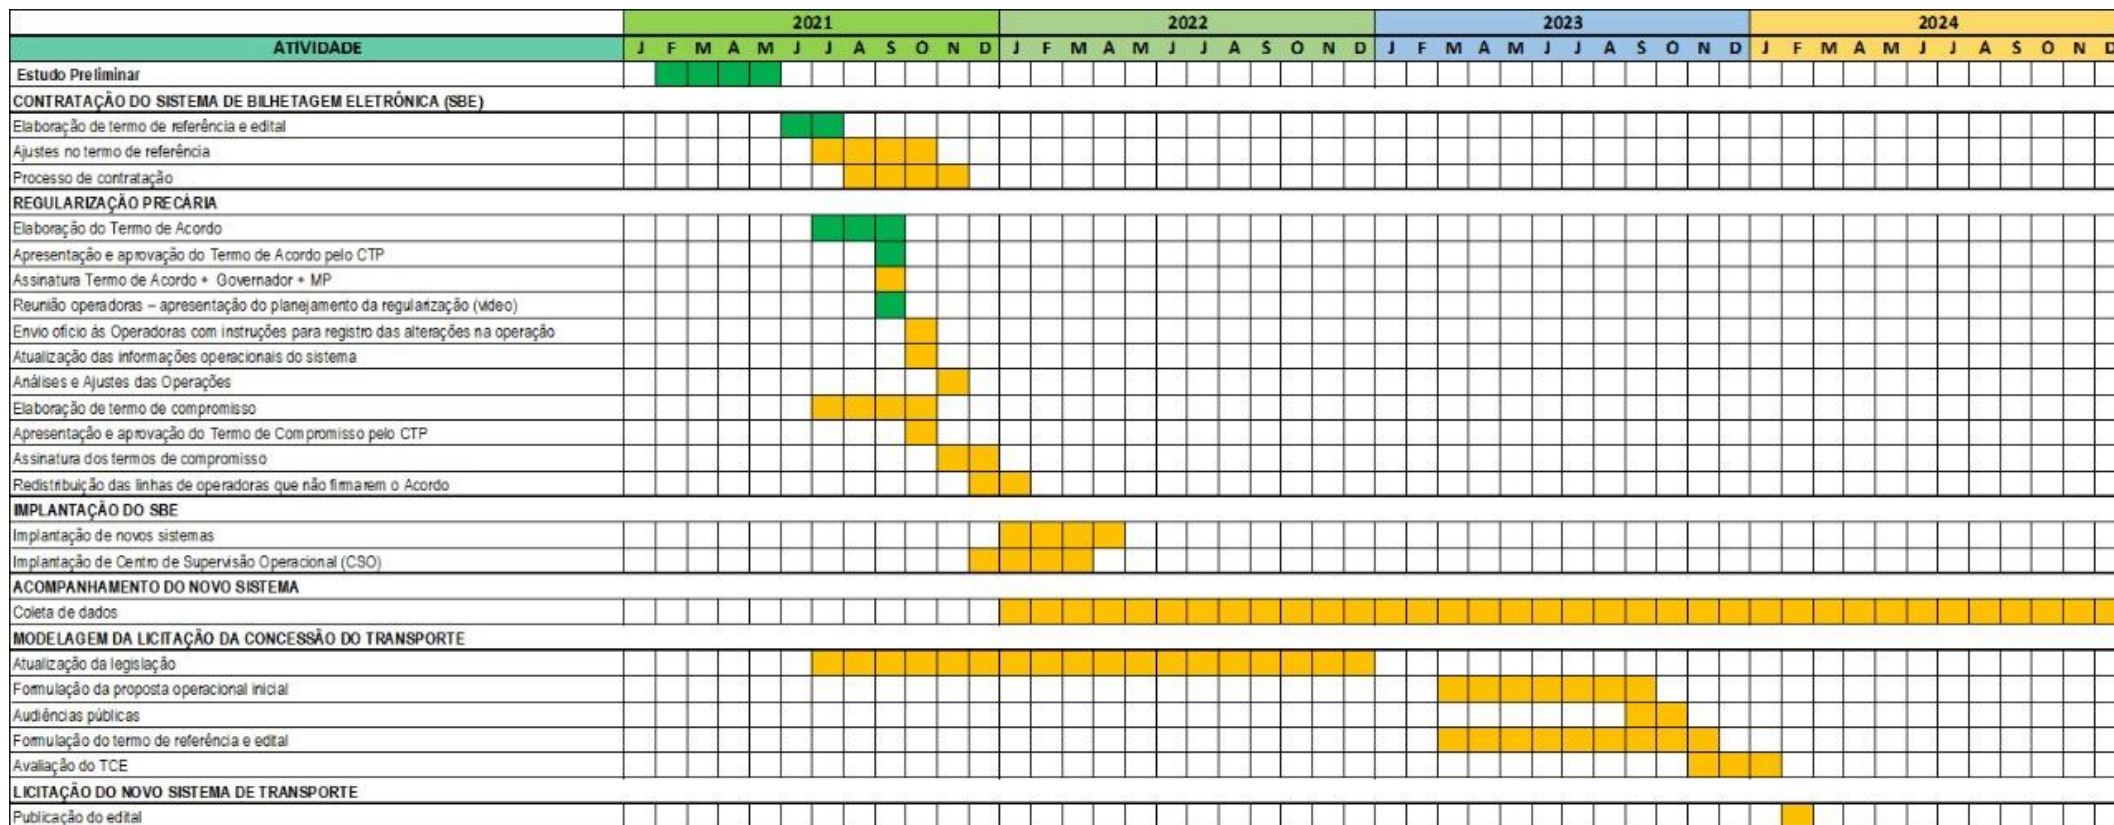 2021 2022 2023 2024
ATIVIDADE J F M A M J J A S O N D J F M A M J J A S O N D J F M A M J J A S O N D J F M A M J J A S O N D
Estudo Preliminar
CONTRATAÇÃO DO SISTEMA DE BILHETAGEM ELETRÔNICA (SBE)
Elaboração de termo de referência e edital
Ajustes no termo de referência
Processo de contratação
REGULARIZAÇÃO PRECÁRIA
Elaboração do Termo de Acordo
Apresentação e aprovação do Termo de Acordo pelo CTP
Assinatura Termo de Acordo + Governador + MP
Reunião operadoras – apresentação do planejamento da regularização (vídeo)
Envio ofício às Operadoras com instruções para registro das alterações na operação
Atualização das informações operacionais do sistema
Análises e Ajustes das Operações
Elaboração de termo de compromisso
Apresentação e aprovação do Termo de Compromisso pelo CTP
Assinatura dos termos de compromisso
Redistribuição das linhas de operadoras que não firmarem o Acordo
IMPLANTAÇÃO DO SBE
Implantação de novos sistemas
Implantação de Centro de Supervisão Operacional (CSO)
ACOMPANHAMENTO DO NOVO SISTEMA
Coleta de dados
MODELAGEM DA LICITAÇÃO DA CONCESSÃO DO TRANSPORTE
Atualização da legislação
Formulação da proposta operacional inicial
Audiências públicas
Formulação do termo de referência e edital
Avaliação do TCE
LICITAÇÃO DO NOVO SISTEMA DE TRANSPORTE
Publicação do edital